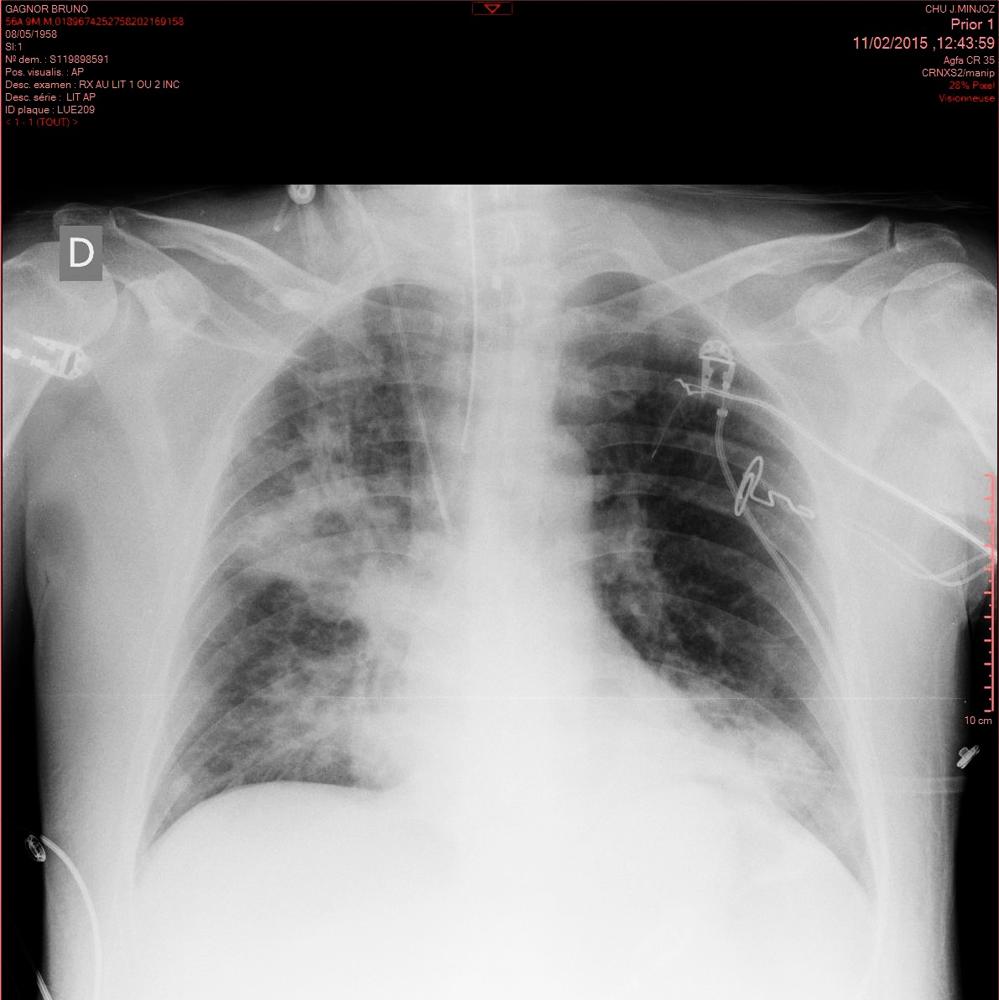 GAGNOR BRUNO
56A 9M.M.0189674252758202169158
08/05/1958
SI:1
Nº dem. : S119898591
Pos. visualis. : AP
Desc. examen : RX AU LIT 1 OU 2 INC
Desc. série :  LIT AP
ID plaque : LUE209
< 1 - 1 (TOUT) >
CHU J.MINJOZ
Prior 1
11/02/2015 ,12:43:59
Agfa CR 35
CRNXS2/manip
28% Pixel
Visionneuse
D
10 cm